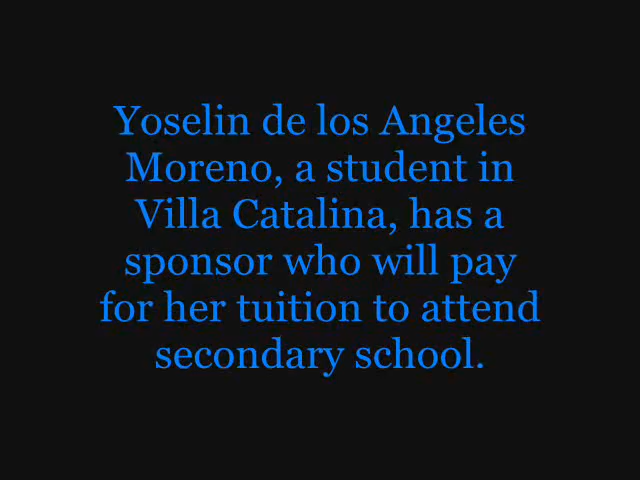 Yoselin de los Angeles
Moreno, a student in
Villa Catalina, has a
sponsor who will pay
for her tuition to attend
secondary school.